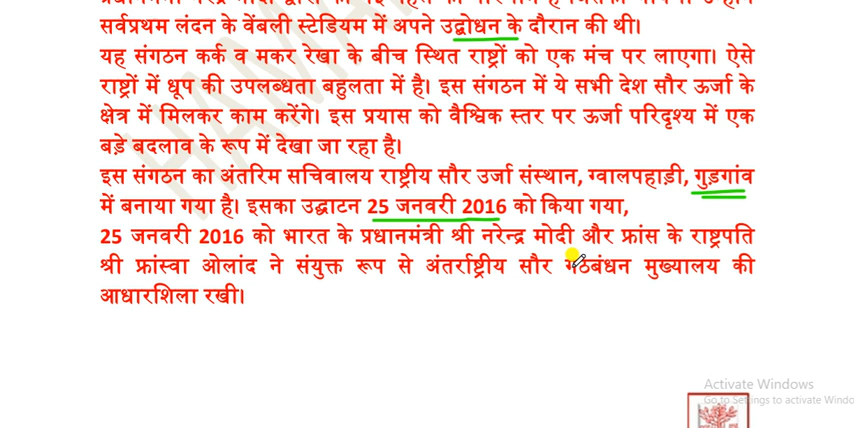 सर्वप्रथम लंदन के वेंबली स्टेडियम में अपने उद्बोधन के दौरान की थी।
यह संगठन कर्क व मकर रेखा के बीच स्थित राष्ट्रों को एक मंच पर लाएगा। ऐसे
राष्ट्रों में धूप की उपलब्धता बहुलता में है। इस संगठन में ये सभी देश सौर ऊर्जा के
क्षेत्र में मिलकर काम करेंगे। इस प्रयास को वैश्विक स्तर पर ऊर्जा परिदृश्य में एक
बड़े बदलाव के रूप में देखा जा रहा है।
इस संगठन का अंतरिम सचिवालय राष्ट्रीय सौर उर्जा संस्थान, ग्वालपहाड़ी, गुड़गांव
में बनाया गया है। इसका उद्घाटन 25 जनवरी 2016 को किया गया,
25 जनवरी 2016 को भारत के प्रधानमंत्री श्री नरेन्द्र मोदी और फ्रांस के राष्ट्रपति
श्री फ्रांस्वा ओलांद ने संयुक्त रूप से अंतर्राष्ट्रीय सौर गठबंधन मुख्यालय की
आधारशिला रखी।
Activate Windows
Go to Settings to activate Windo